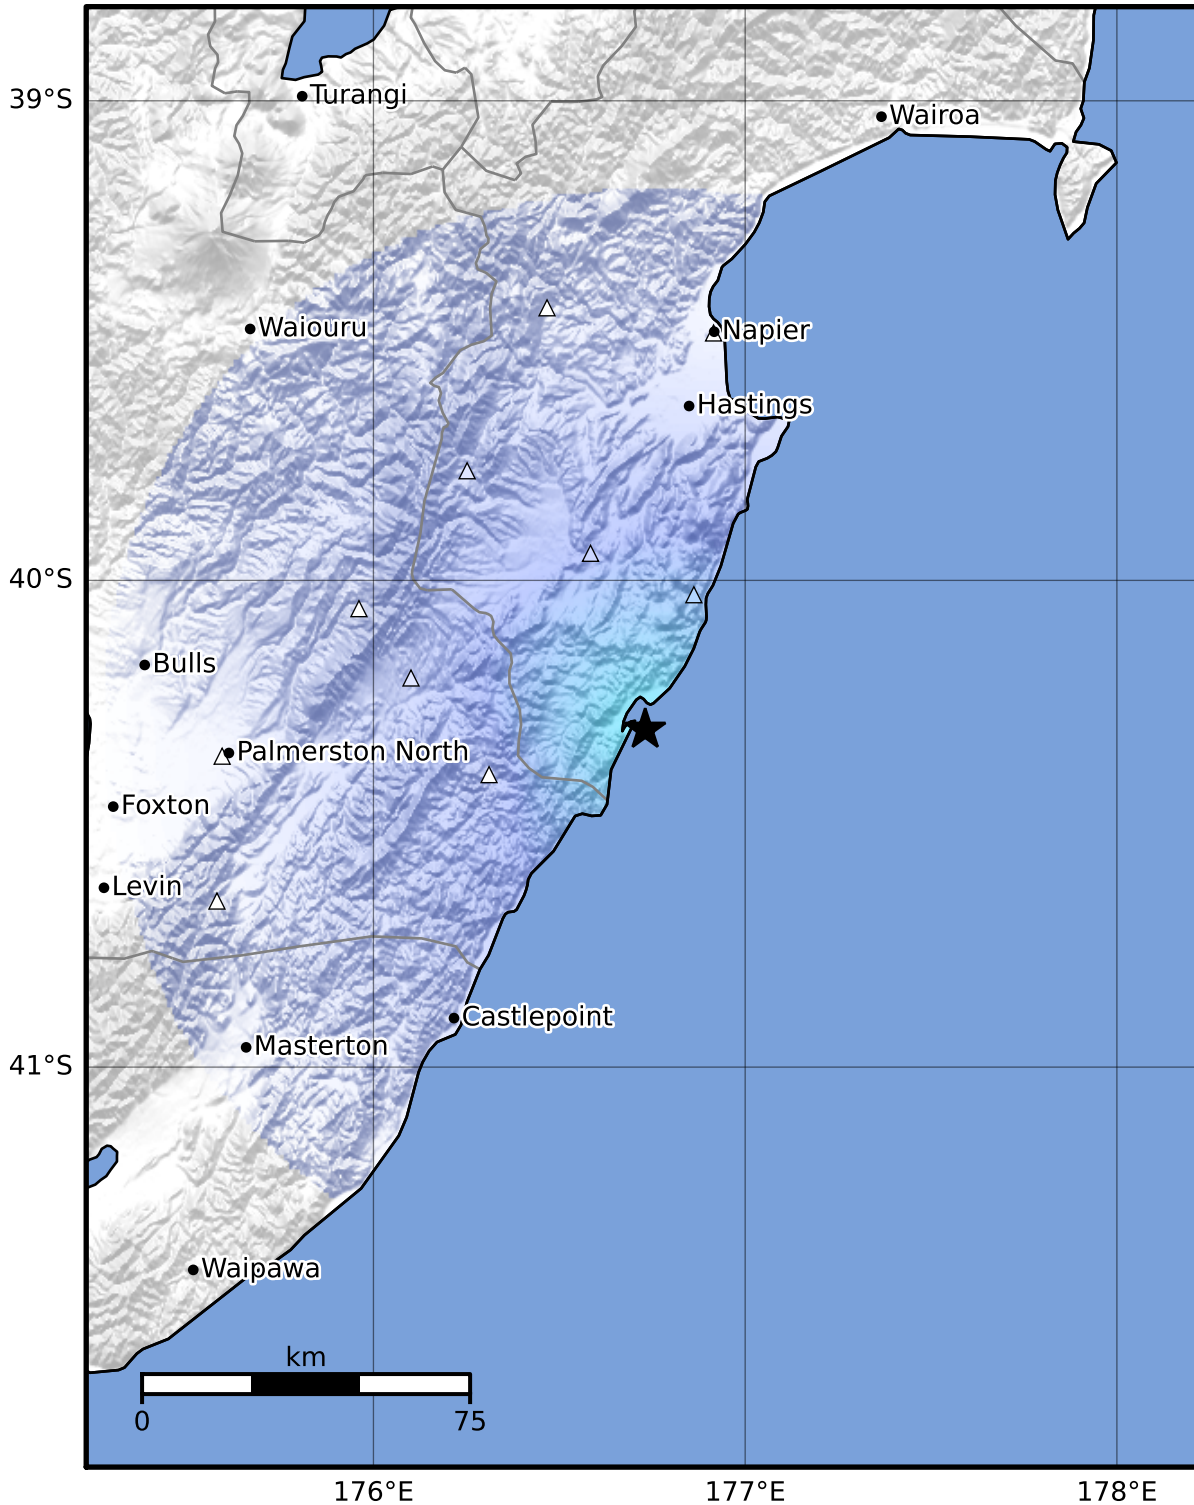 39°S
Turangi
Wairoa
Waiouru
Napier
Hastings
40°S
Bulls
Palmerston North
Foxton
Levin
Castlepoint
Masterton
41°S
Waipawa
km
0 75
176°E 177°E 178°E